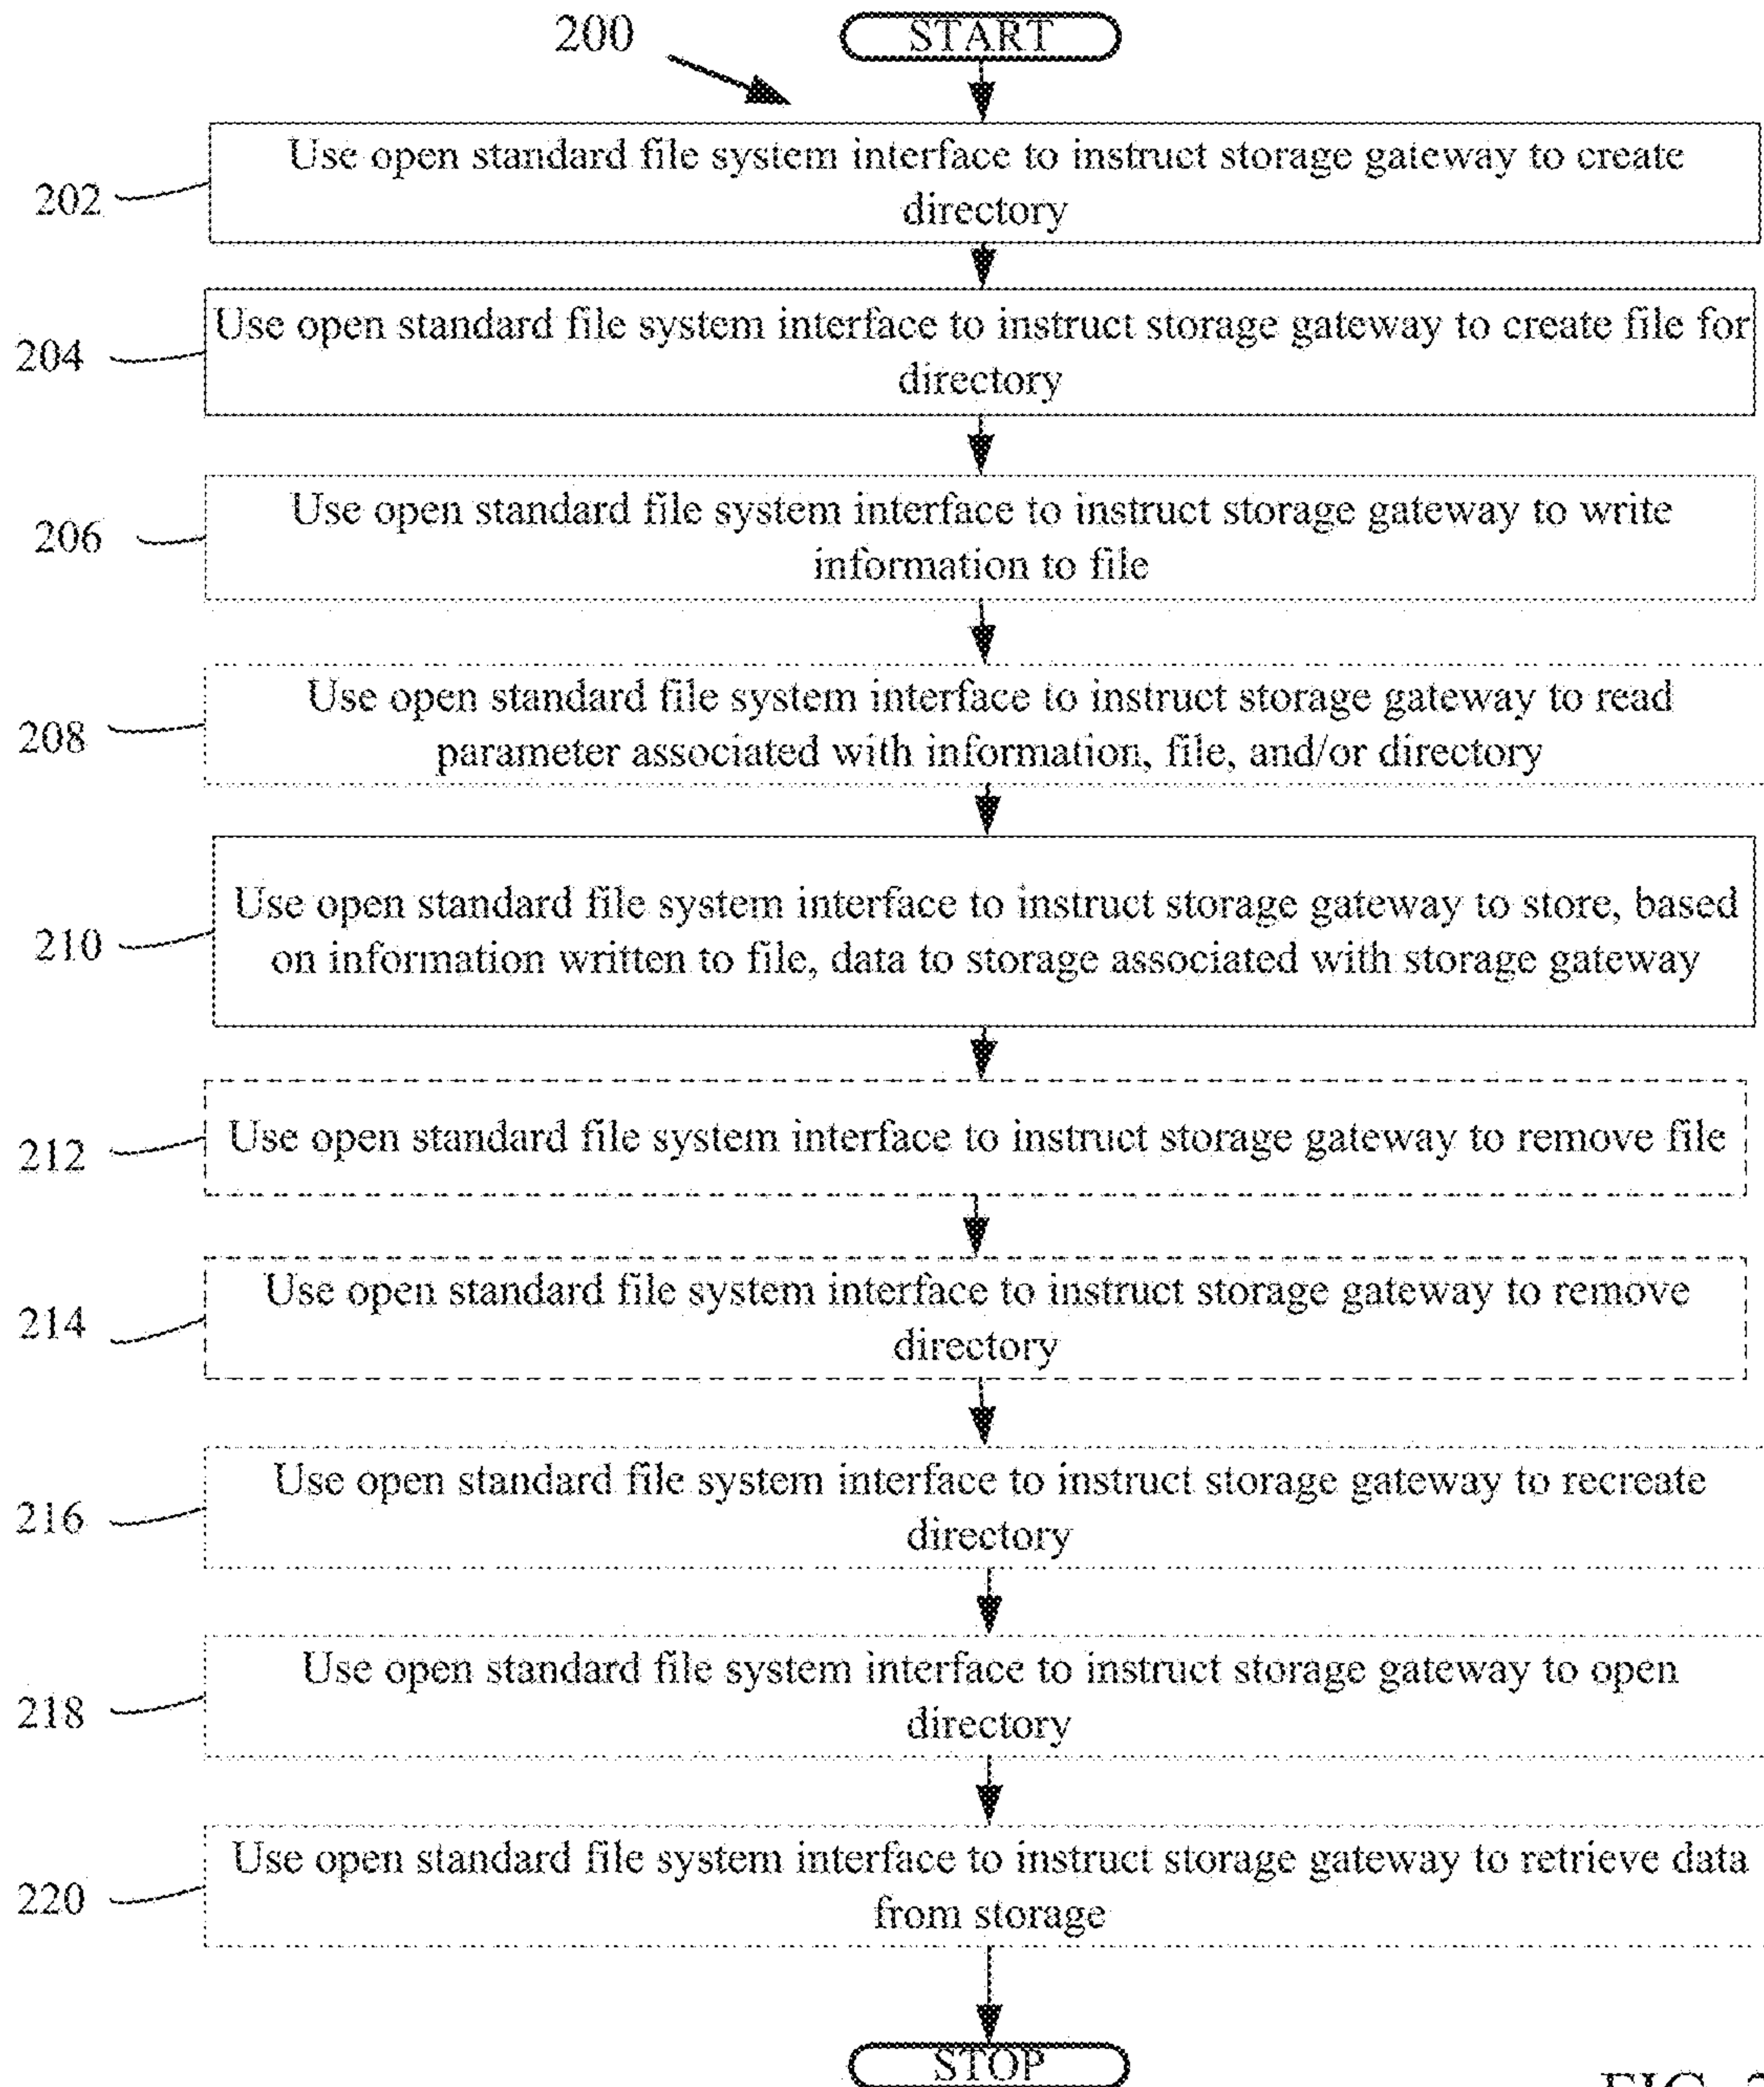 200
START
202
Use open standard file system interface to instruct storage gateway to create
directory
204
Use open standard file system interface to instruct storage gateway to create file for
directory
206
Use open standard file system interface to instruct storage gateway to write
information to file
208
Use open standard file system interface to instruct storage gateway to read
parameter associated with information, file, and/or directory
210
Use open standard file system interface to instruct storage gateway to store, based
on information written to file, data to storage associated with storage gateway
212
Use open standard file system interface to instruct storage gateway to remove file
214
Use open standard file system interface to instruct storage gateway to remove
directory
216
Use open standard file system interface to instruct storage gateway to recreate
directory
218
Use open standard file system interface to instruct storage gateway to open
directory
220
Use open standard file system interface to instruct storage gateway to retrieve data
from storage
STOP
FIG.